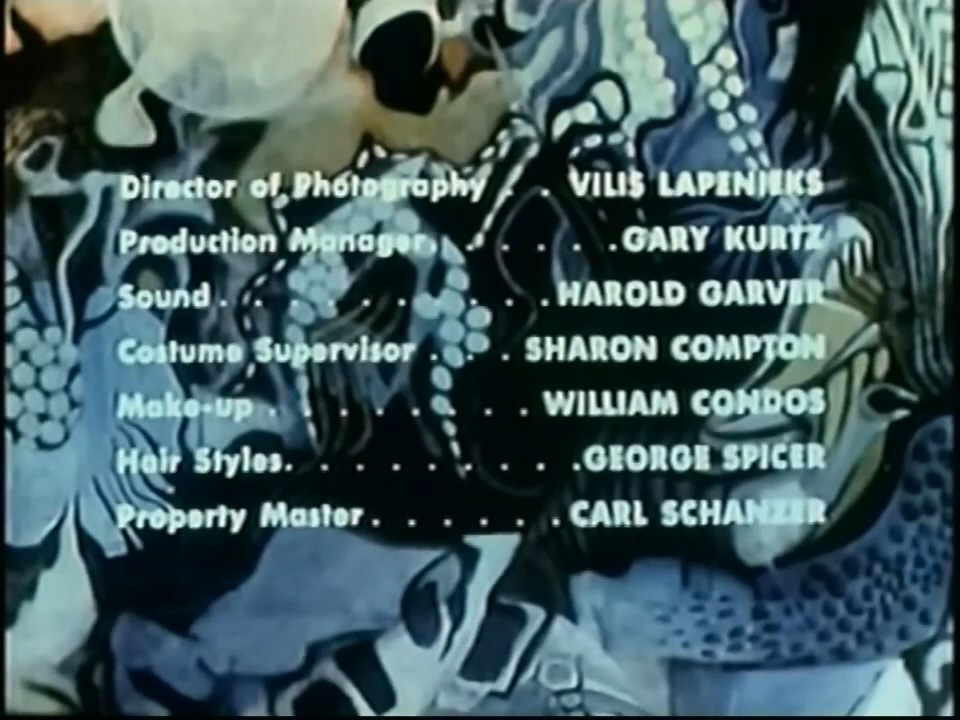 Director of Photography . . VILIS LAPENIEKS
Production Manager. . . . . . .GARY KURTZ
Sound . . . . . . . . . . . .HAROLD GARVER
Costume Supervisor . . . SHARON COMPTON
Make-up . . . . . . . . . . WILLIAM CONDOS
Hair Styles. . . . . . . . . .GEORGE SPICER
Property Master. . . . . . .CARL SCHANZER